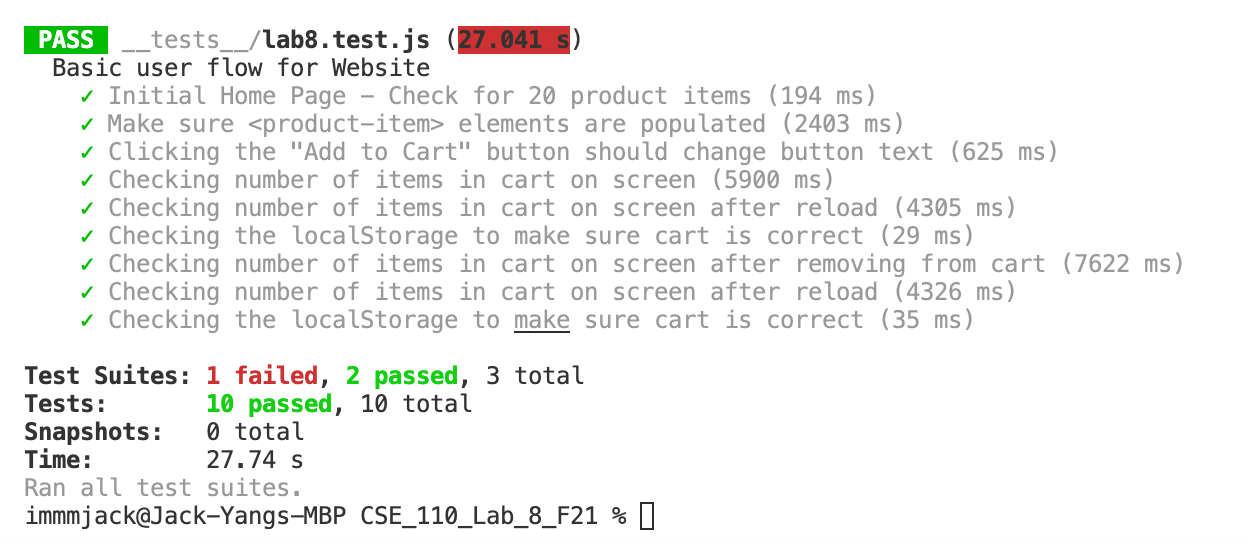 PASS __tests__/lab8.test.js (27.041 s)
Basic user flow for Website
✓ Initial Home Page – Check for 20 product items (194 ms)
✓ Make sure <product-item> elements are populated (2403 ms)
✓ Clicking the "Add to Cart" button should change button text (625 ms)
✓ Checking number of items in cart on screen (5900 ms)
✓ Checking number of items in cart on screen after reload (4305 ms)
✓ Checking the localStorage to make sure cart is correct (29 ms)
✓ Checking number of items in cart on screen after removing from cart (7622 ms)
✓ Checking number of items in cart on screen after reload (4326 ms)
✓ Checking the localStorage to make sure cart is correct (35 ms)
Test Suites: 1 failed, 2 passed, 3 total
Tests: 10 passed, 10 total
Snapshots: 0 total
Time: 27.74 s
Ran all test suites.
immmjack@Jack-Yangs-MBP CSE_110_Lab_8_F21 %